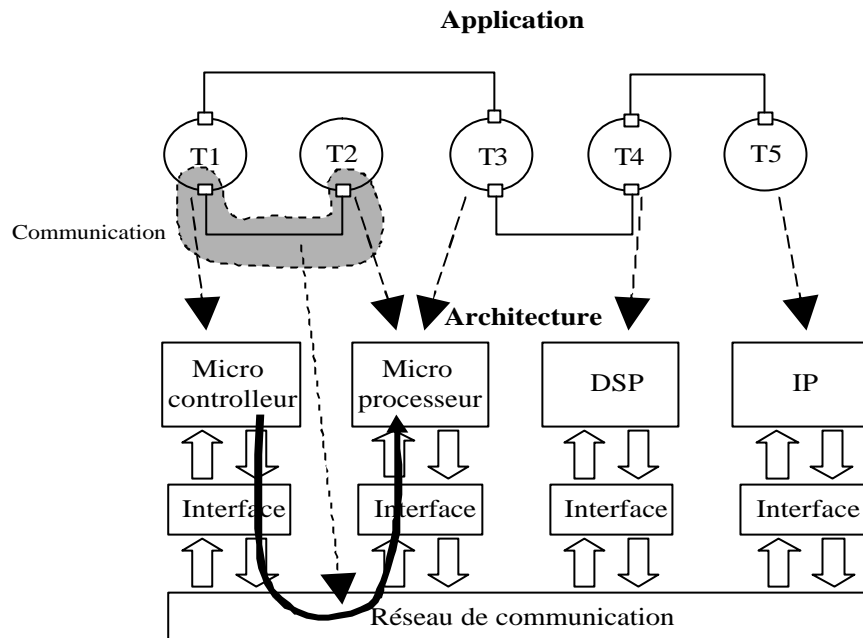 Application
T1
T2
T3
T4
T5
Communication
Architecture
Micro
controlleur
Micro
processeur
DSP
IP
Interface
Interface
Interface
Interface
Réseau de communication